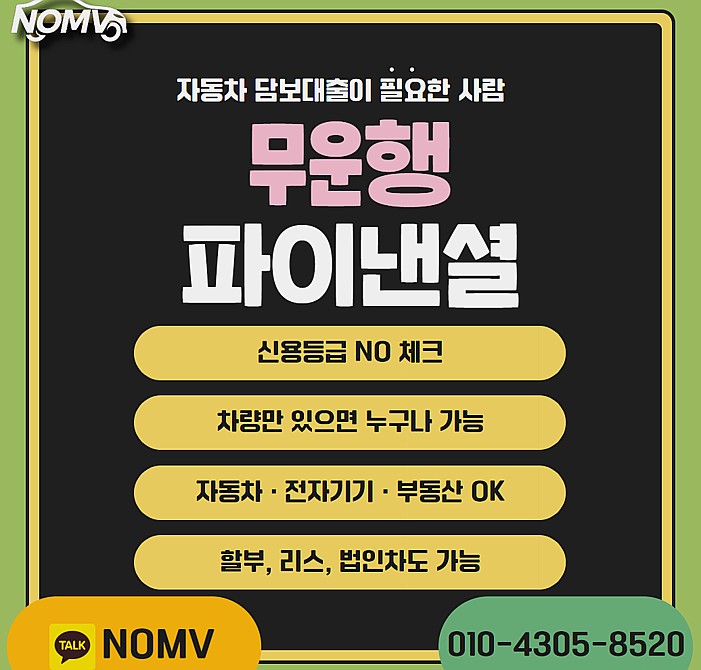 NOMV
자동차 담보대출이 필요한 사람
무운행
파이낸셜
신용등급 NO 체크
차량만 있으면 누구나 가능
자동차 · 전자기기 · 부동산 OK
할부, 리스, 법인차도 가능
TALK NOMV
010-4305-8520